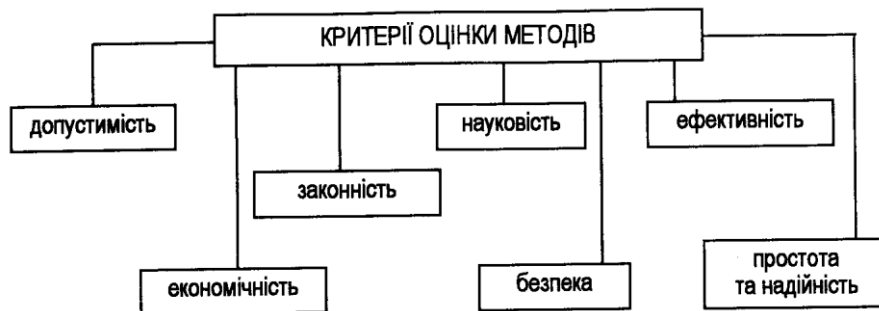 КРИТЕРІЇ ОЦІНКИ МЕТОДІВ
допустимість
науковість
ефективність
законність
економічність
безпека
простота
та надійність